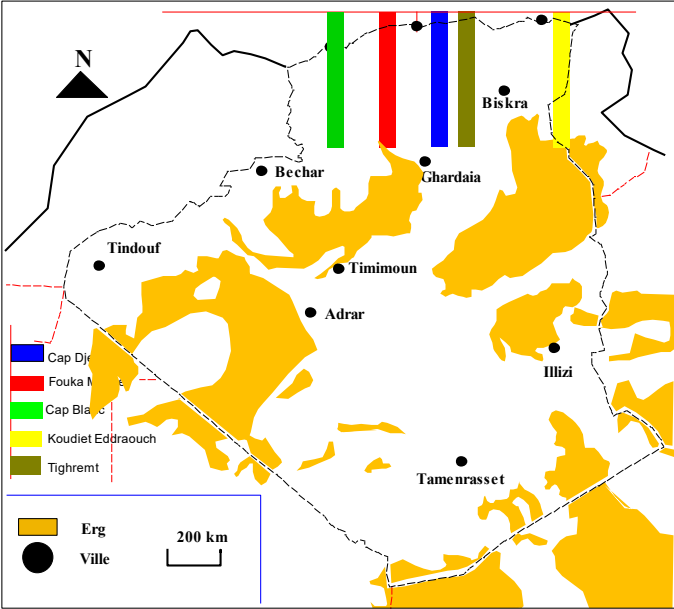 N
Biskra
Ghardaia
Bechar
Tindouf
Timimoun
Adrar
Illizi
Tamenrasset
Cap Dje
Fouka M
Cap Blanc
Koudiet Eddraouch
Tighremt
Erg
Ville
200 km